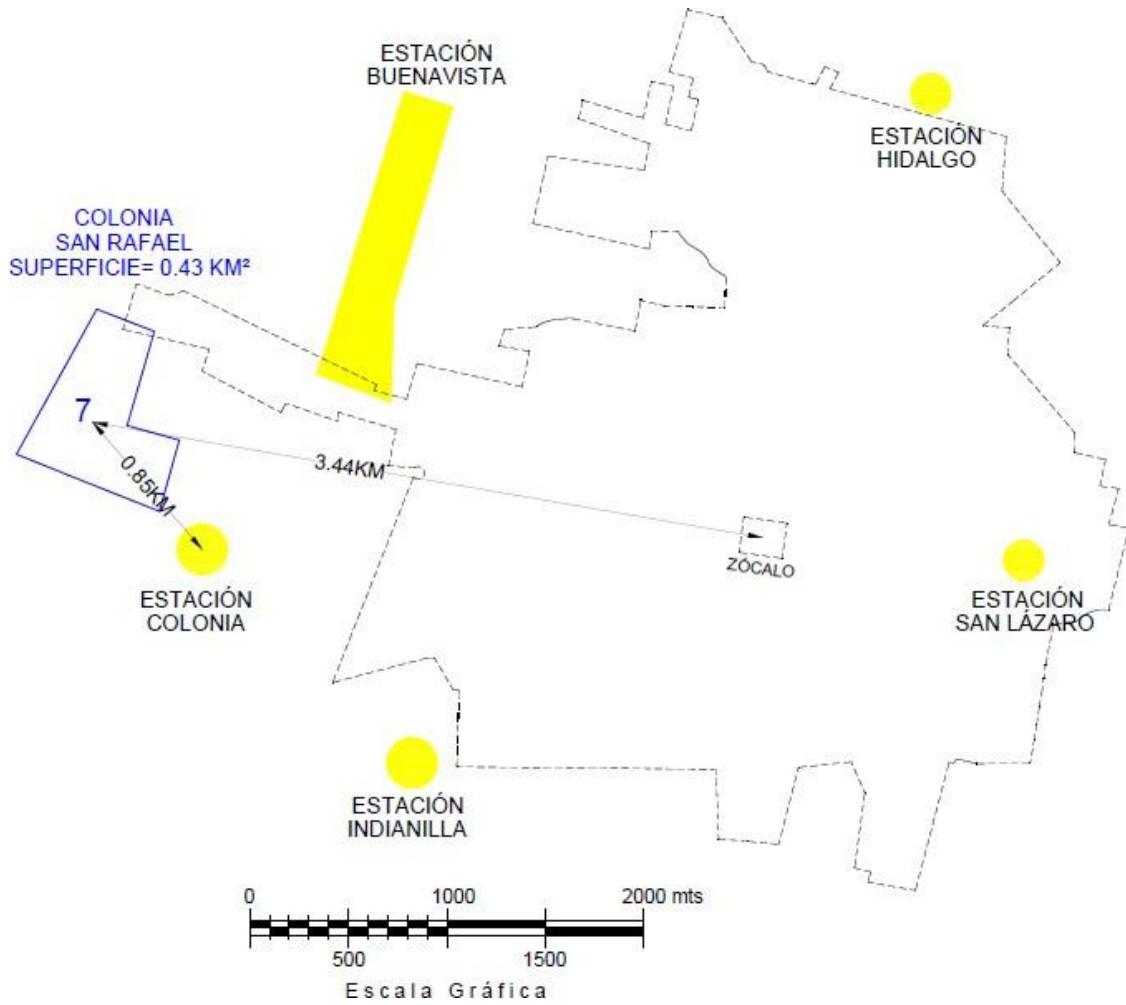 ESTACIÓN
BUENAVISTA
ESTACIÓN
HIDALGO
COLONIA
SAN RAFAEL
SUPERFICIE= 0.43 KM²
7
3.44KM
0.85KM
ZÓCALO
ESTACIÓN
COLONIA
ESTACIÓN
SAN LÁZARO
ESTACIÓN
INDIANILLA
0 1000 2000 mts
500 1500
Escala Gráfica